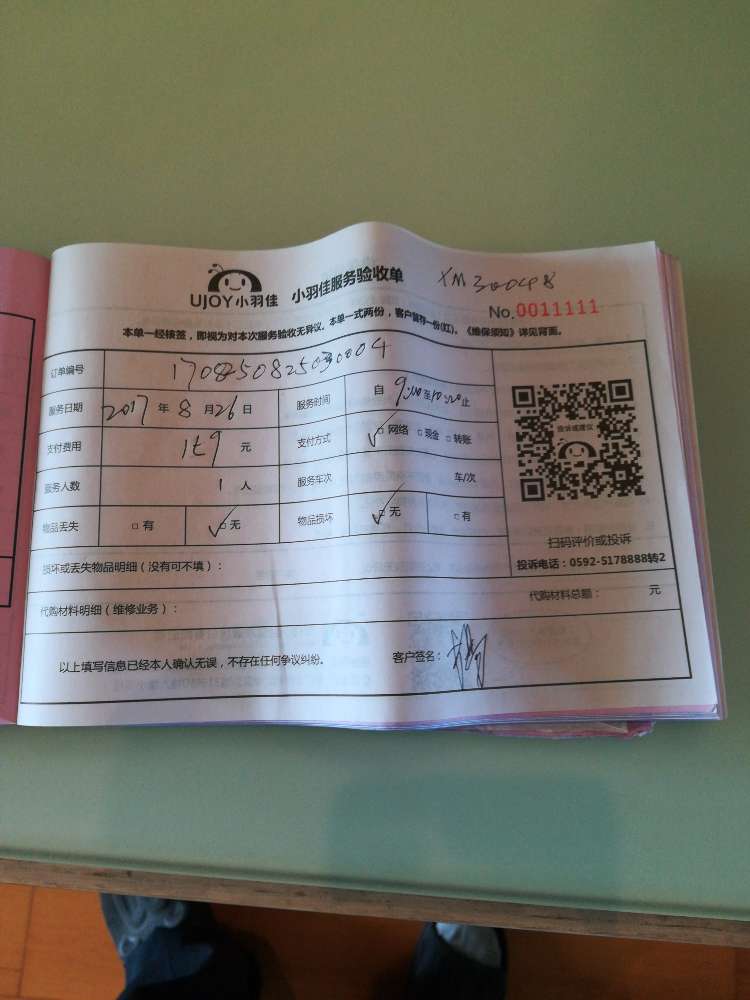 UJOY小羽佳 小羽佳服务验收单 XM300498
No.0011111
本单一经接签，即视为对本次服务验收无异议。本单一式两份，客户留存一份(红)。《维保须知》详见背面。
订单编号
服务日期 2017 年 8 月 26 日 服务时间 自 9:10 至 10:20 止
支付费用 元 支付方式 □网络 □现金 □转账
投诉或建议
服务人数 1 人 服务车次 车/次
物品丢失 □有 □无 物品损坏 □无 □有
扫码评价或投诉
投诉电话：0592-5178888转2
损坏或丢失物品明细（没有可不填）：
代购材料明细（维修业务）： 代购材料总额： 元
以上填写信息已经本人确认无误，不存在任何争议纠纷。 客户签名：